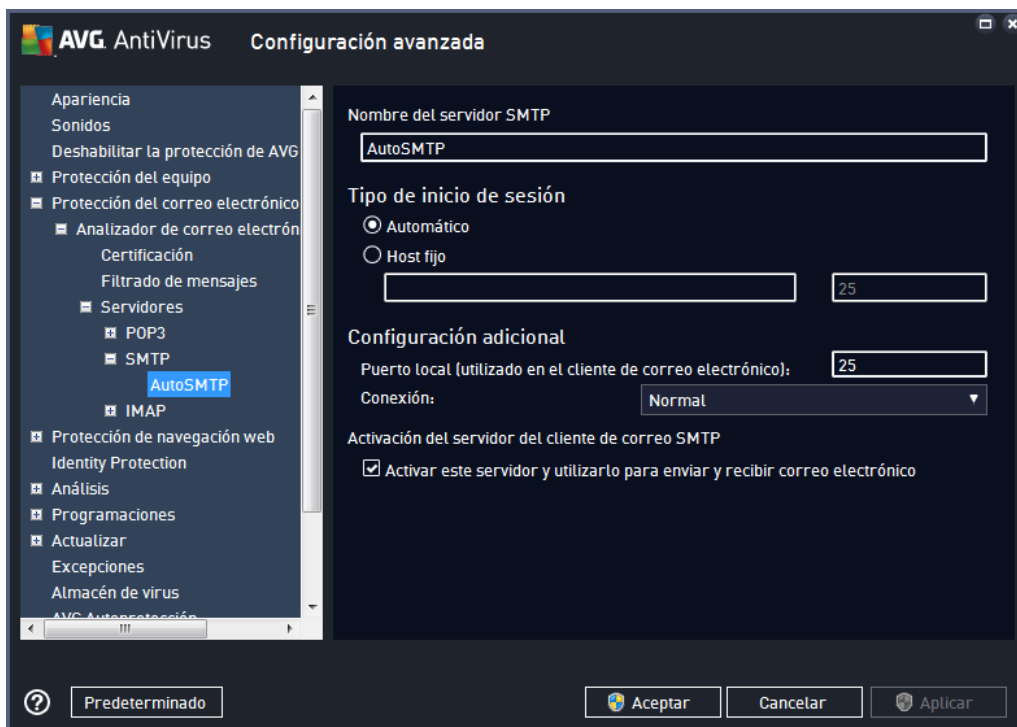 AVG AntiVirus Configuración avanzada
Apariencia
Sonidos
Deshabilitar la protección de AVG
Protección del equipo
Protección del correo electrónico
Analizador de correo electrón
Certificación
Filtrado de mensajes
Servidores
POP3
SMTP
AutoSMTP
IMAP
Protección de navegación web
Identity Protection
Análisis
Programaciones
Actualizar
Excepciones
Almacén de virus
AVG Autoprotección
Nombre del servidor SMTP
AutoSMTP
Tipo de inicio de sesión
Automático
Host fijo
25
Configuración adicional
Puerto local (utilizado en el cliente de correo electrónico): 25
Conexión: Normal
Activación del servidor del cliente de correo SMTP
Activar este servidor y utilizarlo para enviar y recibir correo electrónico
? Predeterminado Aceptar Cancelar Aplicar